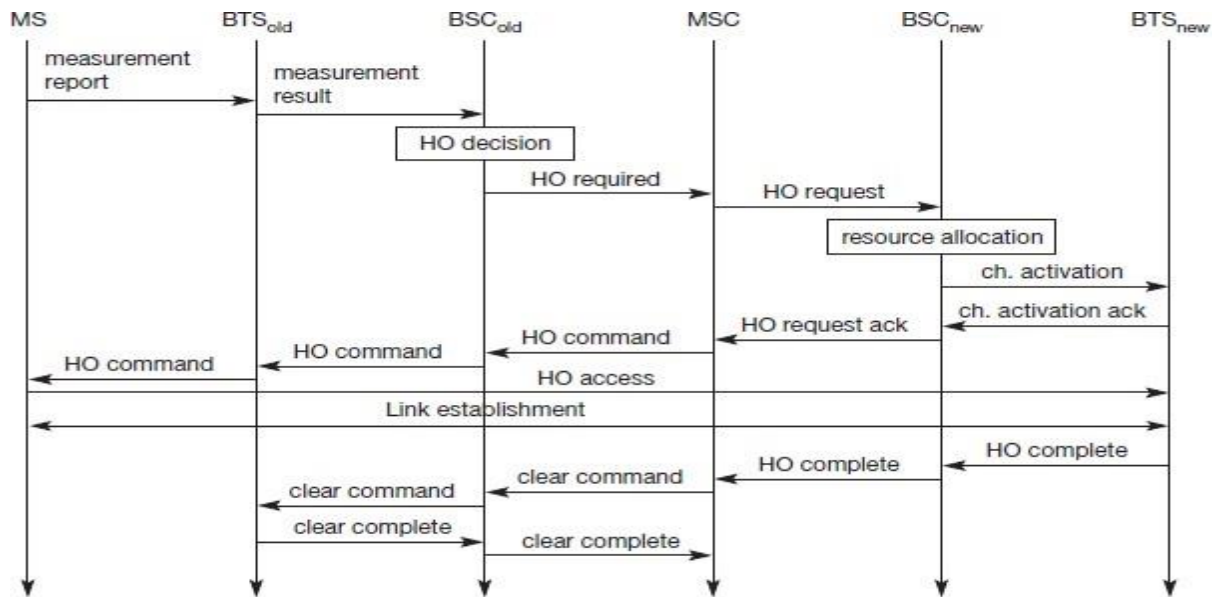 MS BTSold BSCold MSC BSCnew BTSnew
measurement
report
measurement
result
HO decision
HO required
HO request
resource allocation
ch. activation
ch. activation ack
HO request ack
HO command
HO command
HO command
HO access
Link establishment
HO complete
HO complete
clear command
clear command
clear complete
clear complete